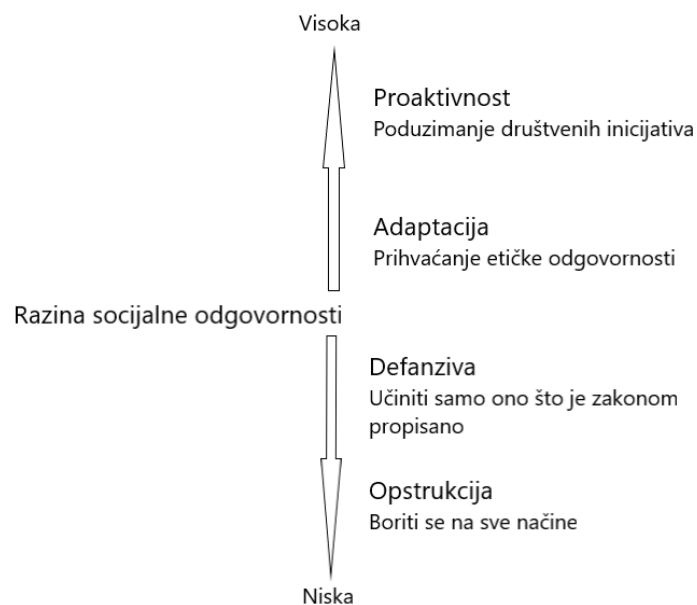 Visoka
Proaktivnost
Poduzimanje društvenih inicijativa
Adaptacija
Prihvaćanje etičke odgovornosti
Razina socijalne odgovornosti
Defanziva
Učiniti samo ono što je zakonom
propisano
Opstrukcija
Boriti se na sve načine
Niska